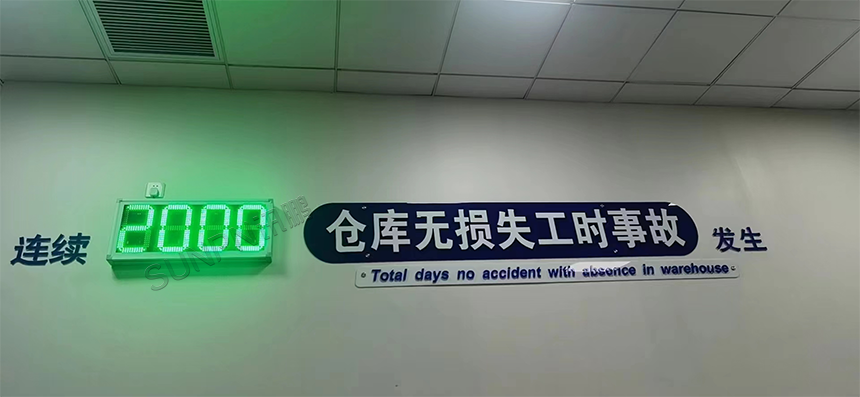 连续 2000 仓库无损失工时事故 发生
Total days no accident with absence in warehouse